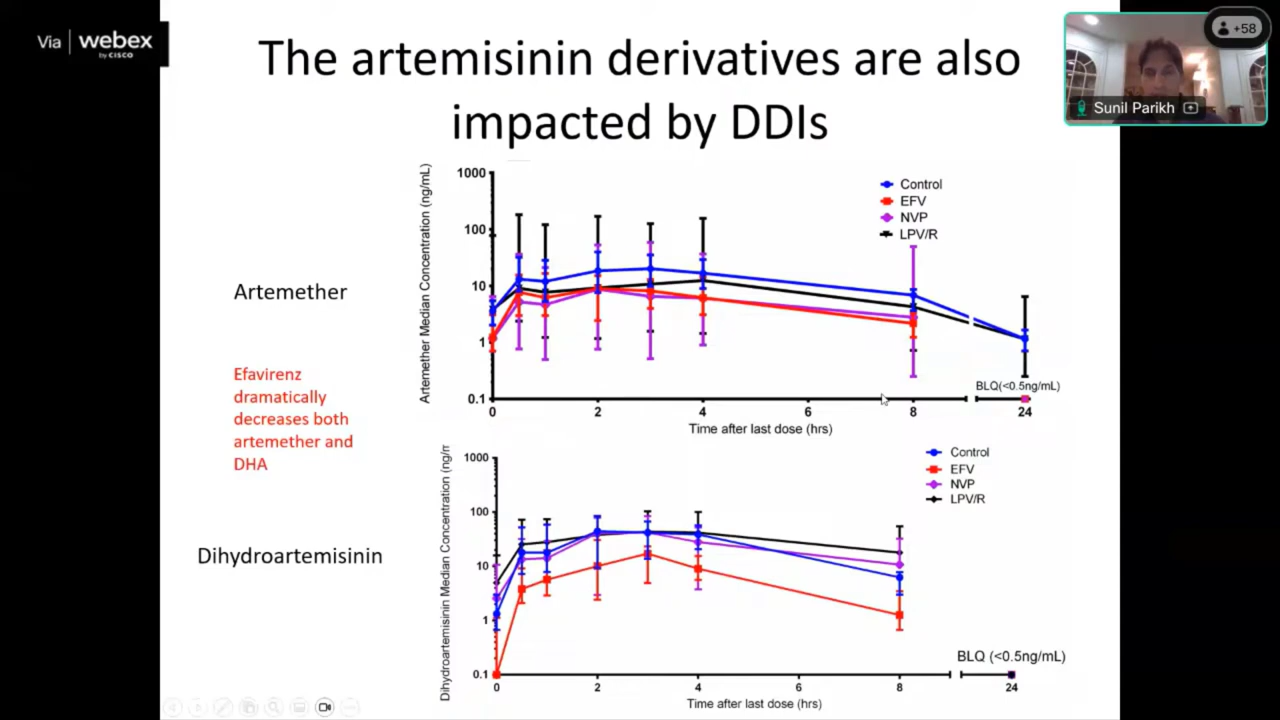 Via | webex
by CISCO
+58
Sunil Parikh
The artemisinin derivatives are also
impacted by DDIs
Artemether
Efavirenz
dramatically
decreases both
artemether and
DHA
Dihydroartemisinin
Artemether Median Concentration (ng/mL)
1000
100
10
1
0.1
0 2 4 6 8 24
Time after last dose (hrs)
Control
EFV
NVP
LPV/R
BLQ(<0.5ng/mL)
Dihydroartemisinin Median Concentration (ng/
1000
100
10
1
0.1
0 2 4 6 8 24
Time after last dose (hrs)
Control
EFV
NVP
LPV/R
BLQ (<0.5ng/mL)